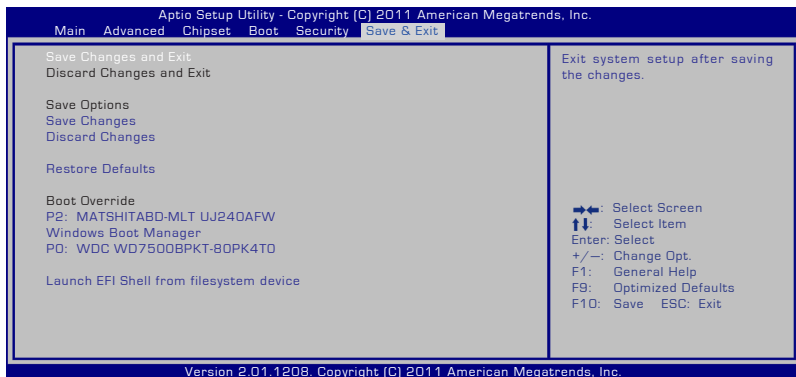 Aptio Setup Utility - Copyright (C) 2011 American Megatrends, Inc.
Main Advanced Chipset Boot Security Save & Exit
Save Changes and Exit
Discard Changes and Exit
Save Options
Save Changes
Discard Changes
Restore Defaults
Boot Override
P2: MATSHITABD-MLT UJ240AFW
Windows Boot Manager
P0: WDC WD7500BPKT-80PK4T0
Launch EFI Shell from filesystem device
Exit system setup after saving
the changes.
→←: Select Screen
↑↓: Select Item
Enter: Select
+/—: Change Opt.
F1: General Help
F9: Optimized Defaults
F10: Save ESC: Exit
Version 2.01.1208. Copyright (C) 2011 American Megatrends, Inc.